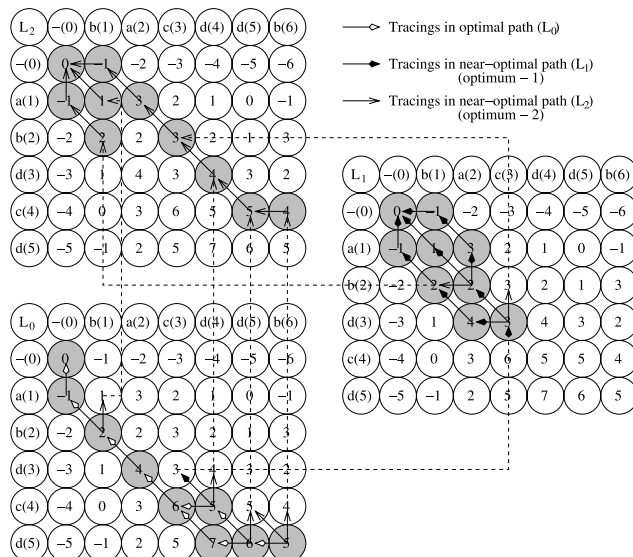 L₂ −(0) b(1) a(2) c(3) d(4) d(5) b(6)
−(0) 0 −1 −2 −3 −4 −5 −6
a(1) −1 1 3 2 1 0 −1
b(2) −2 2 2 3 2 1 3
d(3) −3 1 4 3 4 3 2
c(4) −4 0 3 6 5 5 4
d(5) −5 −1 2 5 7 6 5
Tracings in optimal path (L₀)
Tracings in near−optimal path (L₁)
(optimum − 1)
Tracings in near−optimal path (L₂)
(optimum − 2)
L₁ −(0) b(1) a(2) c(3) d(4) d(5) b(6)
−(0) 0 −1 −2 −3 −4 −5 −6
a(1) −1 1 3 2 1 0 −1
b(2) −2 2 2 3 2 1 3
d(3) −3 1 4 3 4 3 2
c(4) −4 0 3 6 5 5 4
d(5) −5 −1 2 5 7 6 5
L₀ −(0) b(1) a(2) c(3) d(4) d(5) b(6)
−(0) 0 −1 −2 −3 −4 −5 −6
a(1) −1 1 3 2 1 0 −1
b(2) −2 2 2 3 2 1 3
d(3) −3 1 4 3 4 3 2
c(4) −4 0 3 6 5 5 4
d(5) −5 −1 2 5 7 6 5